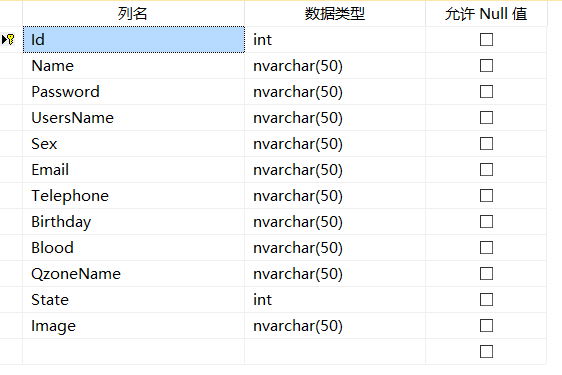 列名 数据类型 允许 Null 值
Id int
Name nvarchar(50)
Password nvarchar(50)
UsersName nvarchar(50)
Sex nvarchar(50)
Email nvarchar(50)
Telephone nvarchar(50)
Birthday nvarchar(50)
Blood nvarchar(50)
QzoneName nvarchar(50)
State int
Image nvarchar(50)